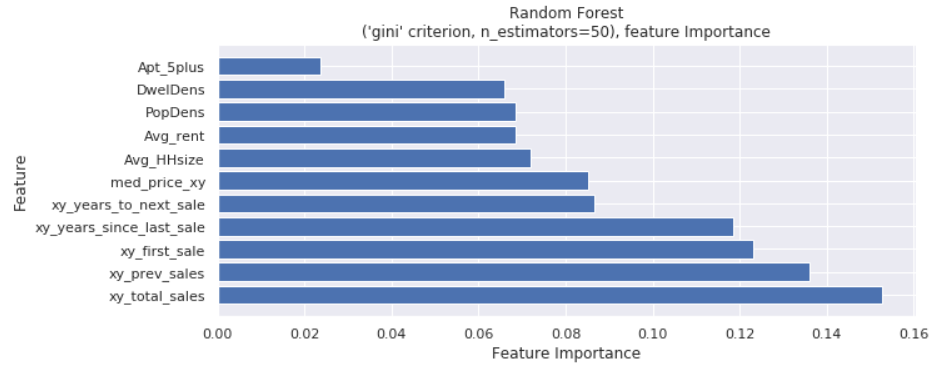 Random Forest
('gini' criterion, n_estimators=50), feature Importance
Feature
Apt_5plus
DwelDens
PopDens
Avg_rent
Avg_HHsize
med_price_xy
xy_years_to_next_sale
xy_years_since_last_sale
xy_first_sale
xy_prev_sales
xy_total_sales
0.00 0.02 0.04 0.06 0.08 0.10 0.12 0.14 0.16
Feature Importance